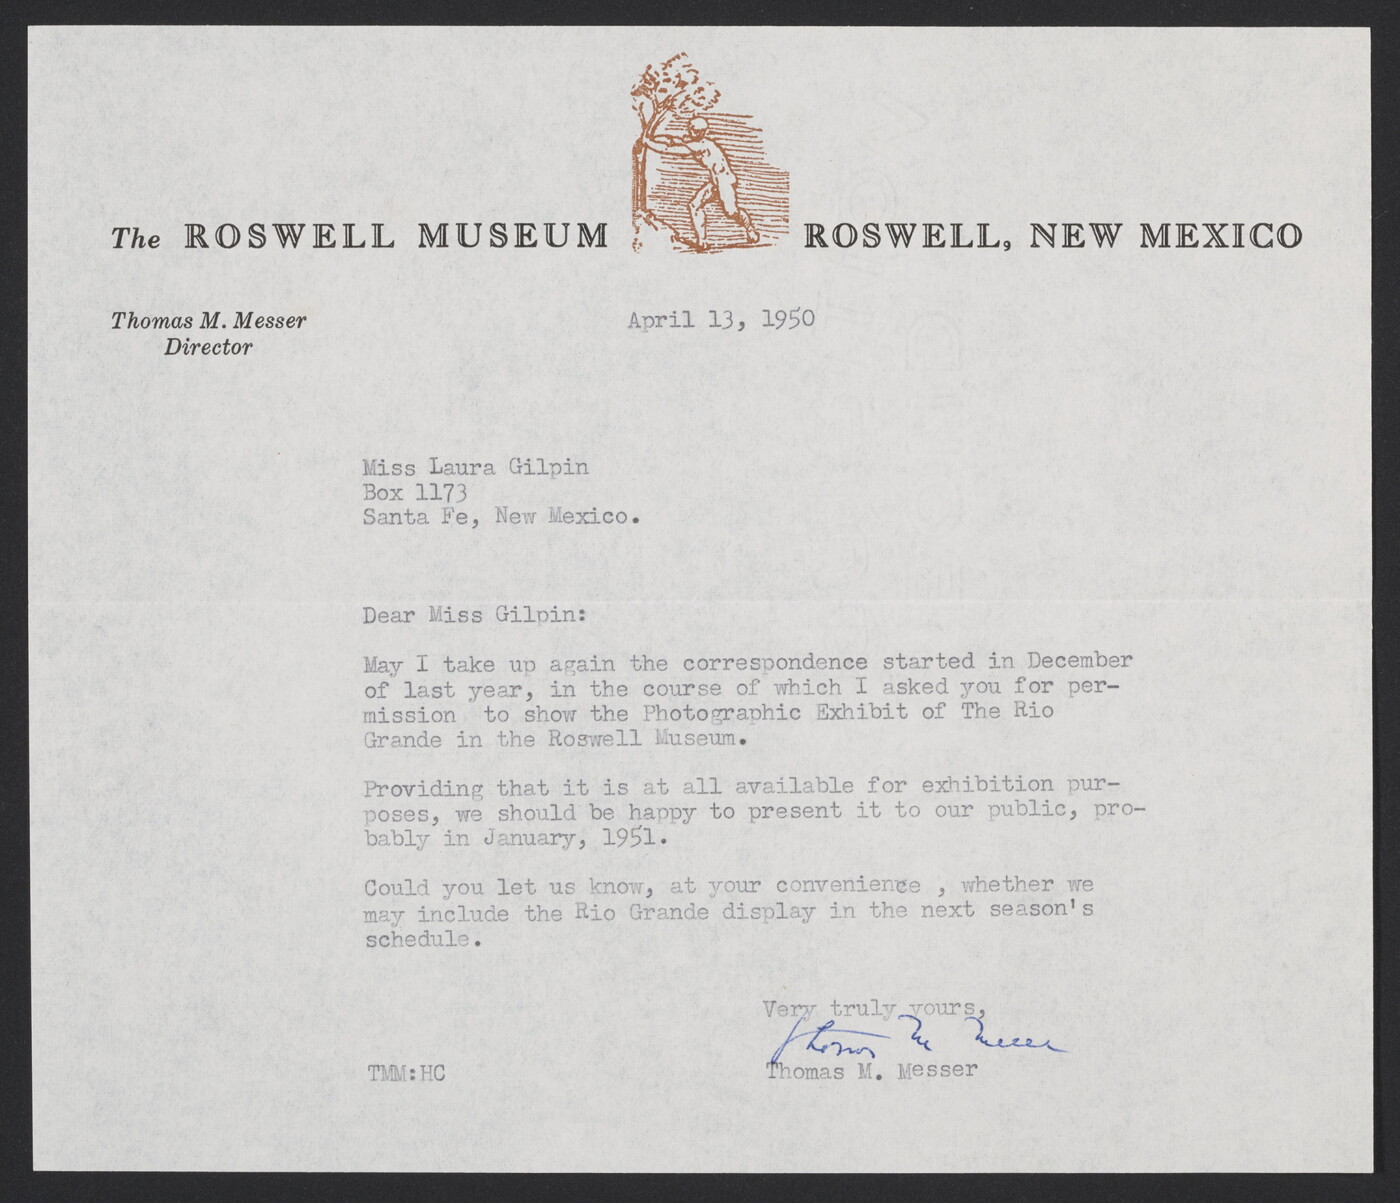 The ROSWELL MUSEUM ROSWELL, NEW MEXICO
Thomas M. Messer
Director
April 13, 1950
Miss Laura Gilpin
Box 1173
Santa Fe, New Mexico.
Dear Miss Gilpin:
May I take up again the correspondence started in December
of last year, in the course of which I asked you for per-
mission to show the Photographic Exhibit of The Rio
Grande in the Roswell Museum.
Providing that it is at all available for exhibition pur-
poses, we should be happy to present it to our public, pro-
bably in January, 1951.
Could you let us know, at your convenience , whether we
may include the Rio Grande display in the next season's
schedule.
Very truly yours,
Thomas M Messer
Thomas M. Messer
TMM:HC